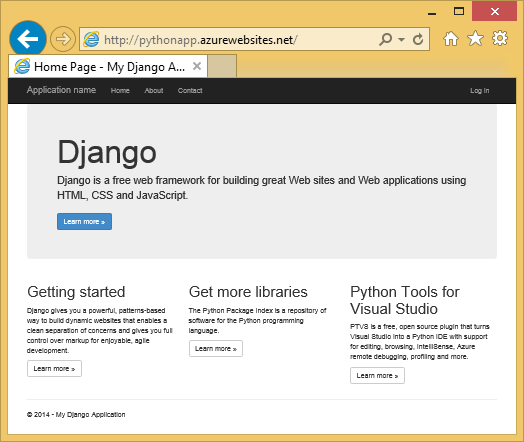 http://pythonapp.azurewebsites.net/
Home Page - My Django A...
Application name Home About Contact Log in
Django
Django is a free web framework for building great Web sites and Web applications using
HTML, CSS and JavaScript.
Learn more »
Getting started
Django gives you a powerful, patterns-based
way to build dynamic websites that enables a
clean separation of concerns and gives you full
control over markup for enjoyable, agile
development.
Learn more »
Get more libraries
The Python Package Index is a repository of
software for the Python programming
language.
Learn more »
Python Tools for
Visual Studio
PTVS is a free, open source plugin that turns
Visual Studio into a Python IDE with support
for editing, browsing, IntelliSense, Azure
remote debugging, profiling and more.
Learn more »
© 2014 - My Django Application